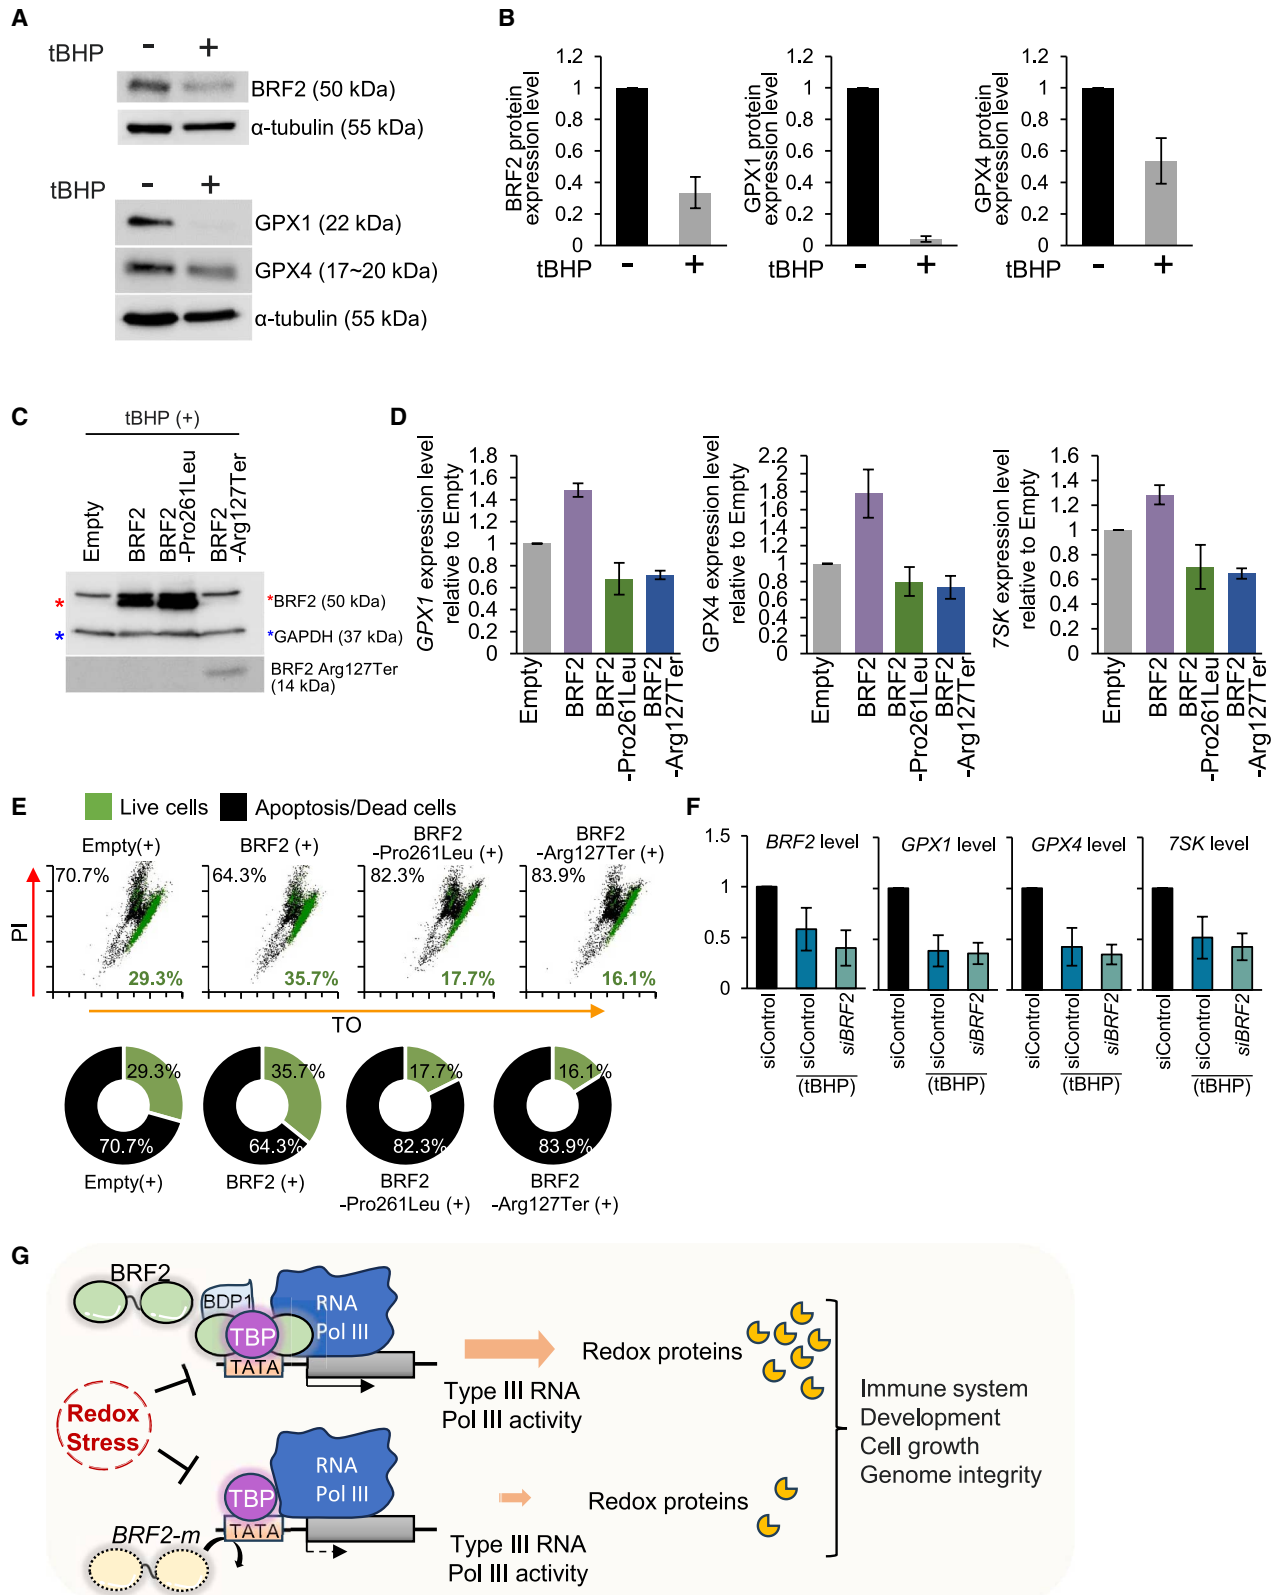 A
tBHP - +
BRF2 (50 kDa)
α-tubulin (55 kDa)
tBHP - +
GPX1 (22 kDa)
GPX4 (17~20 kDa)
α-tubulin (55 kDa)
B
BRF2 protein
expression level
1.2
1
0.8
0.6
0.4
0.2
0
tBHP - +
GPX1 protein
expression level
1.2
1
0.8
0.6
0.4
0.2
0
tBHP - +
GPX4 protein
expression level
1.2
1
0.8
0.6
0.4
0.2
0
tBHP - +
C
tBHP (+)
Empty
BRF2
BRF2
-Pro261Leu
BRF2
-Arg127Ter
*
*BRF2 (50 kDa)
*
*GAPDH (37 kDa)
BRF2 Arg127Ter
(14 kDa)
D
GPX1 expression level
relative to Empty
1.8
1.6
1.4
1.2
1
0.8
0.6
0.4
0.2
0
Empty
BRF2
BRF2
-Pro261Leu
BRF2
-Arg127Ter
GPX4 expression level
relative to Empty
2.2
2
1.8
1.6
1.4
1.2
1
0.8
0.6
0.4
0.2
0
Empty
BRF2
BRF2
-Pro261Leu
BRF2
-Arg127Ter
7SK expression level
relative to Empty
1.6
1.4
1.2
1
0.8
0.6
0.4
0.2
0
Empty
BRF2
BRF2
-Pro261Leu
BRF2
-Arg127Ter
E
Live cells
Apoptosis/Dead cells
Empty(+)
BRF2 (+)
BRF2
-Pro261Leu (+)
BRF2
-Arg127Ter (+)
PI
70.7%
29.3%
64.3%
35.7%
82.3%
17.7%
83.9%
16.1%
TO
29.3%
70.7%
Empty(+)
35.7%
64.3%
BRF2 (+)
17.7%
82.3%
BRF2
-Pro261Leu (+)
16.1%
83.9%
BRF2
-Arg127Ter (+)
F
1.5
1
0.5
0
BRF2 level
siControl
siControl
siBRF2
(tBHP)
GPX1 level
siControl
siControl
siBRF2
(tBHP)
GPX4 level
siControl
siControl
siBRF2
(tBHP)
7SK level
siControl
siControl
siBRF2
(tBHP)
G
BRF2
BDP1
TBP
TATA
RNA
Pol III
Type III RNA
Pol III activity
Redox proteins
Redox
Stress
BRF2-m
TBP
TATA
RNA
Pol III
Type III RNA
Pol III activity
Redox proteins
Immune system
Development
Cell growth
Genome integrity